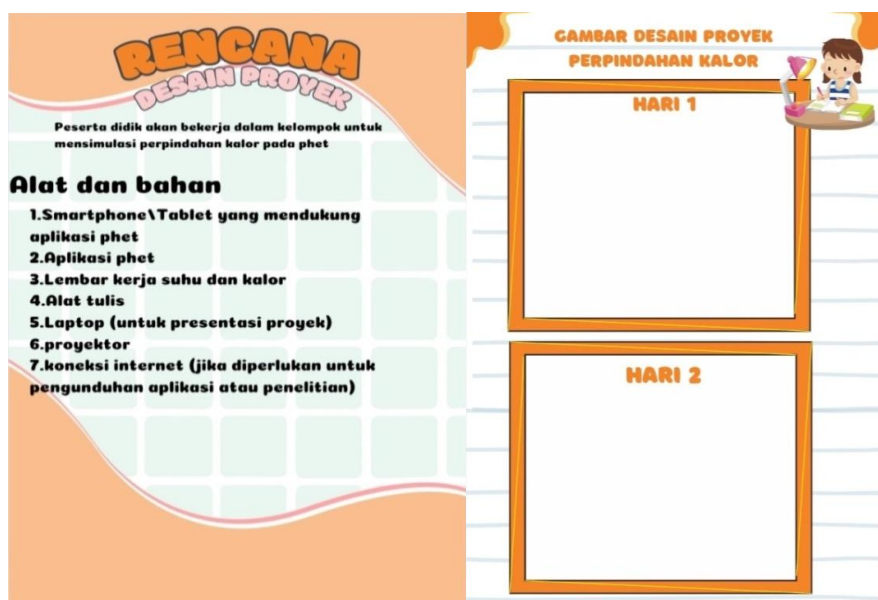 RENCANA
DESAIN PROYEK
Peserta didik akan bekerja dalam kelompok untuk
mensimulasi perpindahan kalor pada phet
Alat dan bahan
1.Smartphone\Tablet yang mendukung
aplikasi phet
2.Aplikasi phet
3.Lembar kerja suhu dan kalor
4.Alat tulis
5.Laptop (untuk presentasi proyek)
6.proyektor
7.koneksi internet (jika diperlukan untuk
pengunduhan aplikasi atau penelitian)
GAMBAR DESAIN PROYEK
PERPINDAHAN KALOR
HARI 1
HARI 2